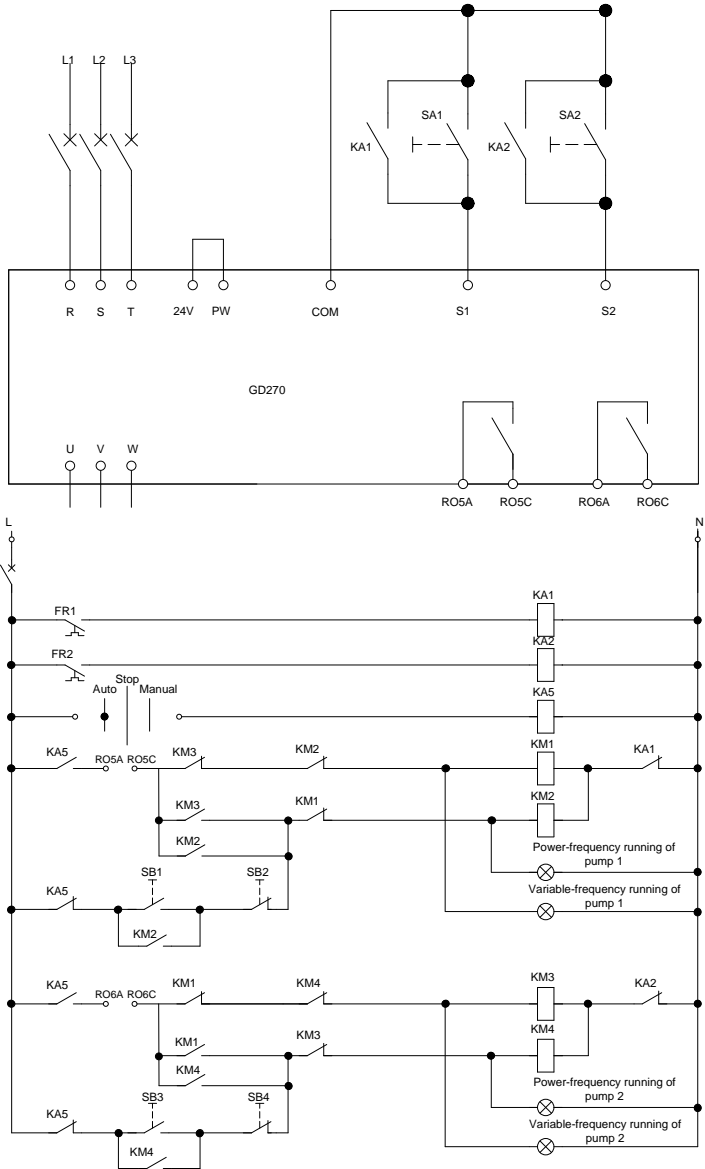 L1 L2 L3
SA1 SA2
KA1 KA2
R S T 24V PW COM S1 S2
GD270
U V W
RO5A RO5C RO6A RO6C
L N
FR1 KA1
FR2 KA2
Stop
Auto Manual KA5
KA5 RO5A RO5C KM3 KM2 KM1 KA1
KM3 KM1 KM2
KM2
Power-frequency running of
pump 1
SB1 SB2
Variable-frequency running of
pump 1
KA5
KM2
KA5 RO6A RO6C KM1 KM4 KM3 KA2
KM1 KM3 KM4
KM4
Power-frequency running of
pump 2
SB3 SB4
KA5
Variable-frequency running of
pump 2
KM4